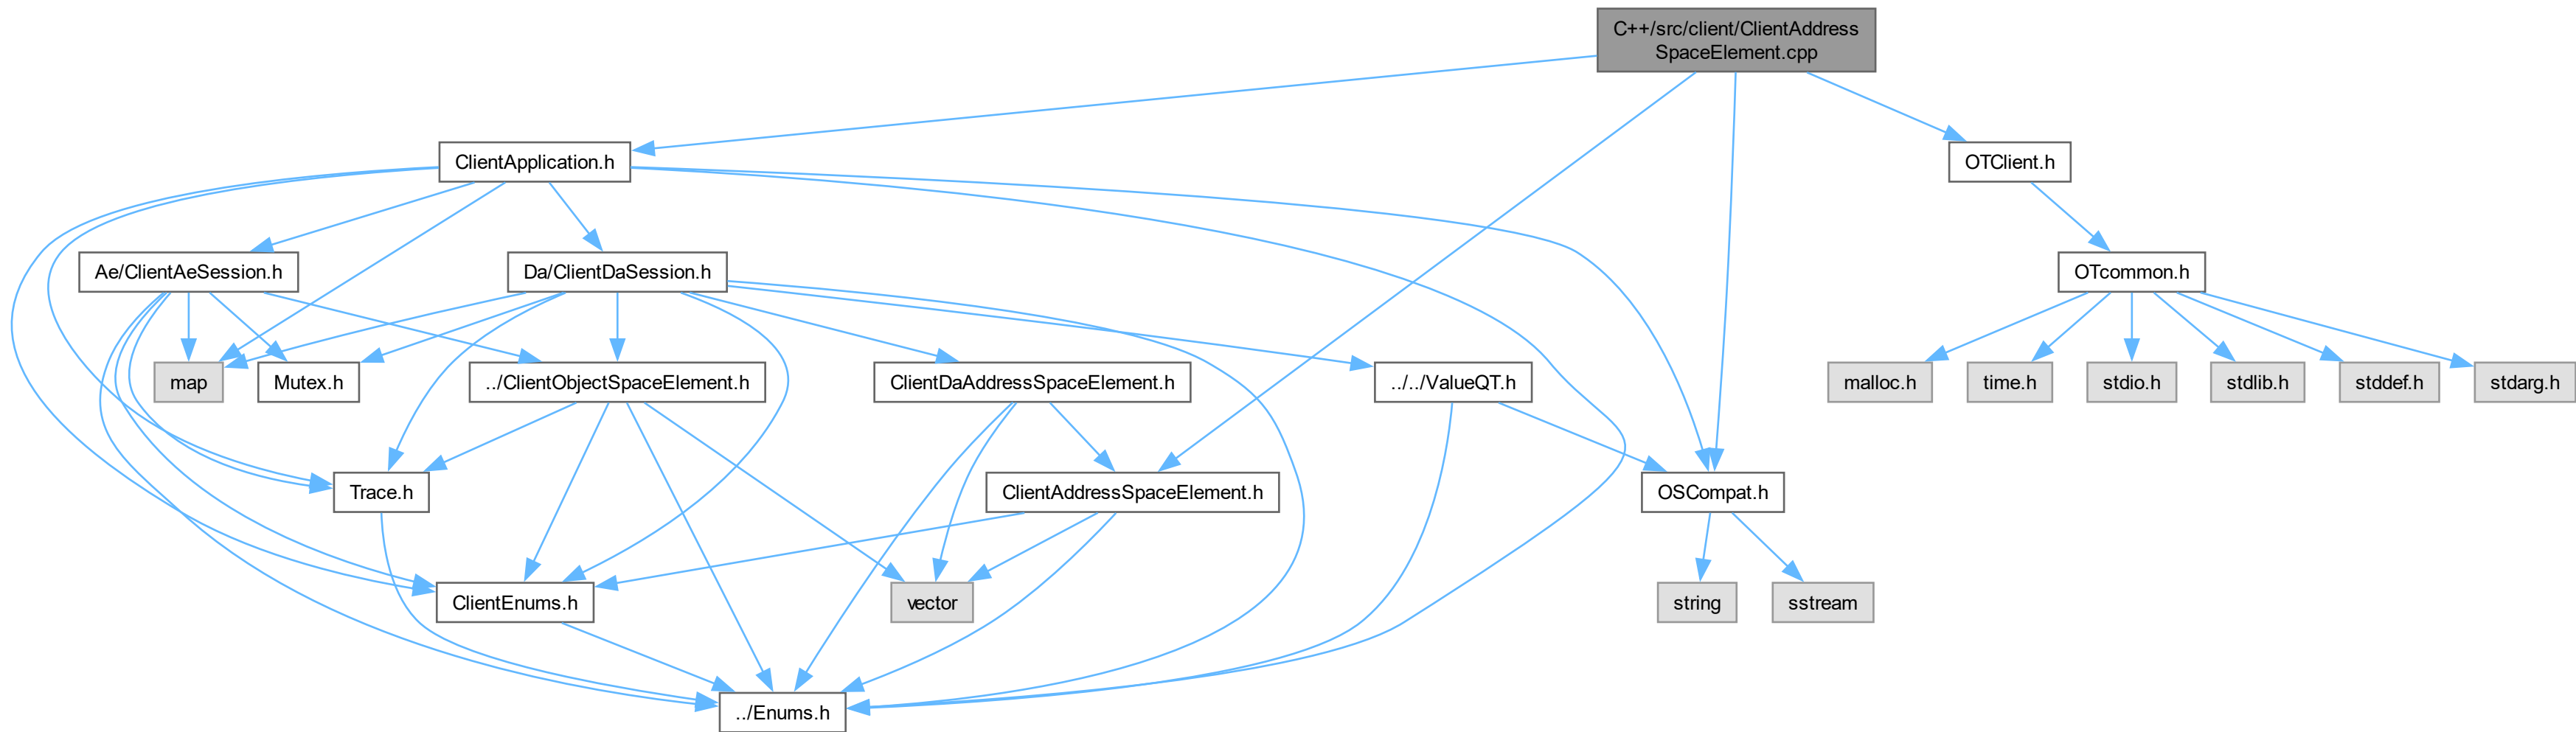 C++/src/client/ClientAddress
SpaceElement.cpp
ClientApplication.h
OTClient.h
Ae/ClientAeSession.h
Da/ClientDaSession.h
OTcommon.h
map
Mutex.h
../ClientObjectSpaceElement.h
ClientDaAddressSpaceElement.h
../../ValueQT.h
malloc.h
time.h
stdio.h
stdlib.h
stddef.h
stdarg.h
Trace.h
ClientAddressSpaceElement.h
OSCompat.h
ClientEnums.h
vector
string
sstream
../Enums.h